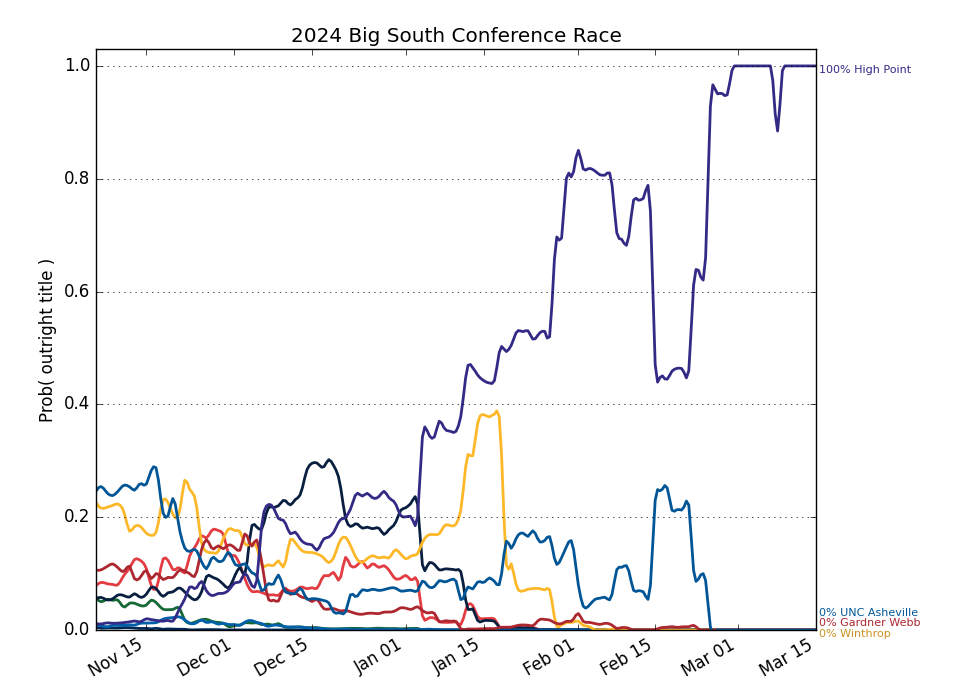 2024 Big South Conference Race
Prob( outright title )
1.0
0.8
0.6
0.4
0.2
0.0
Nov 15
Dec 01
Dec 15
Jan 01
Jan 15
Feb 01
Feb 15
Mar 01
Mar 15
100% High Point
0% UNC Asheville
0% Gardner Webb
0% Winthrop